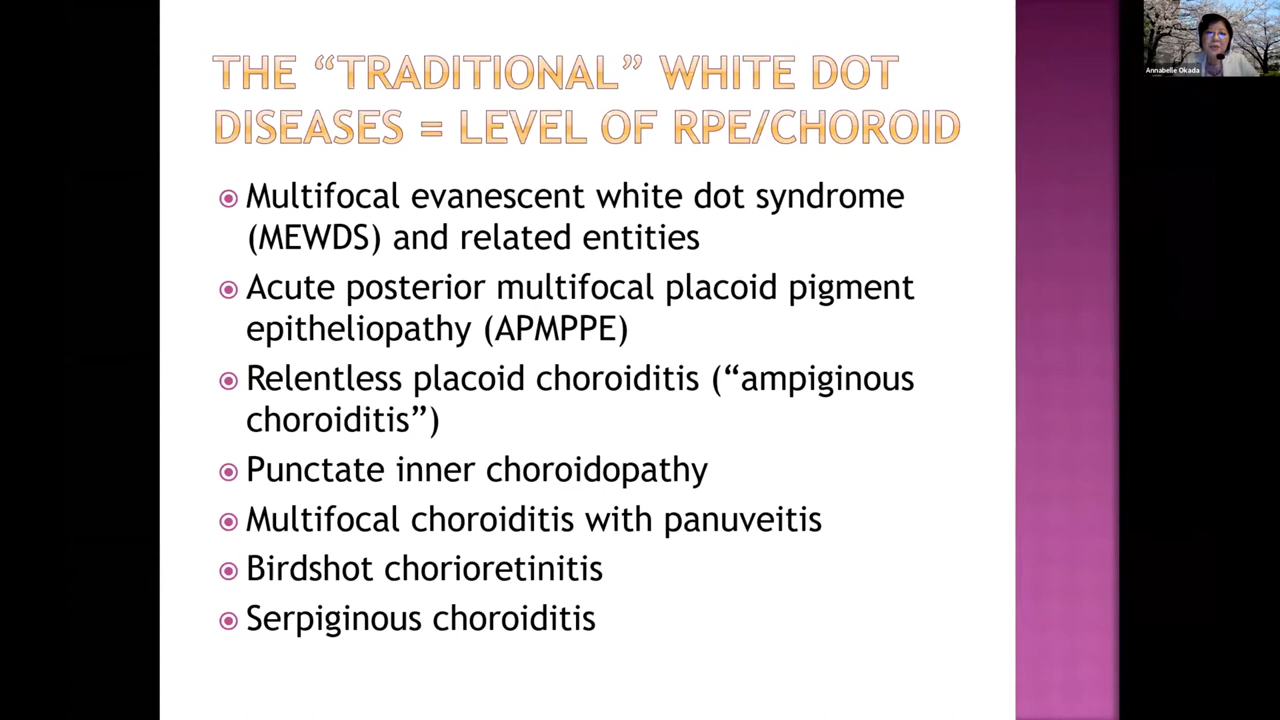 THE “TRADITIONAL” WHITE DOT
DISEASES = LEVEL OF RPE/CHOROID
Multifocal evanescent white dot syndrome
(MEWDS) and related entities
Acute posterior multifocal placoid pigment
epitheliopathy (APMPPE)
Relentless placoid choroiditis (“ampiginous
choroiditis”)
Punctate inner choroidopathy
Multifocal choroiditis with panuveitis
Birdshot chorioretinitis
Serpiginous choroiditis
Annabelle Okada